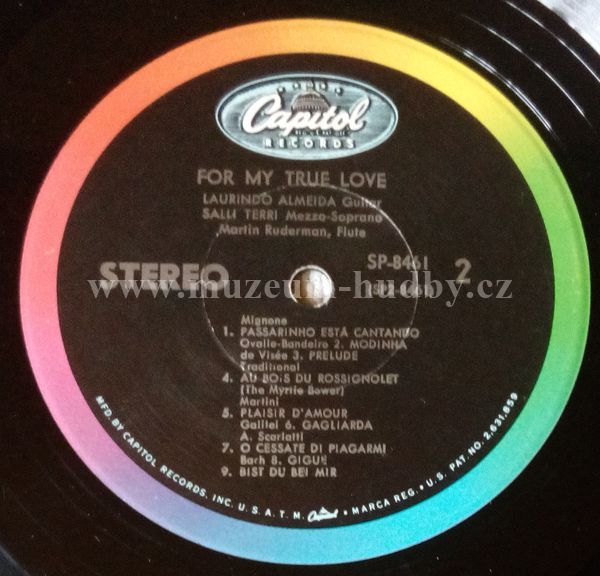 Capitol
RECORDS
FOR MY TRUE LOVE
LAURINDO ALMEIDA Guitar
SALLI TERRI Mezzo-Soprano
Martin Ruderman, Flute
STEREO
SP-8461
2
www.muzeum-hudby.cz
Mignone
1. PASSARINHO ESTÁ CANTANDO
Ovalle-Bandeira 2. MODINHA
de Visée 3. PRELUDE
Traditional
4. AU BOIS DU ROSSIGNOLET
(The Myrtle Bower)
Martini
5. PLAISIR D'AMOUR
Galilei 6. GAGLIARDA
A. Scarlatti
7. O CESSATE DI PIAGARMI
Bach 8. GIGUE
9. BIST DU BEI MIR
MFD. BY CAPITOL RECORDS, INC. U.S.A. T.M. Capitol MARCA REG. • U.S. PAT. NO. 2,631,859